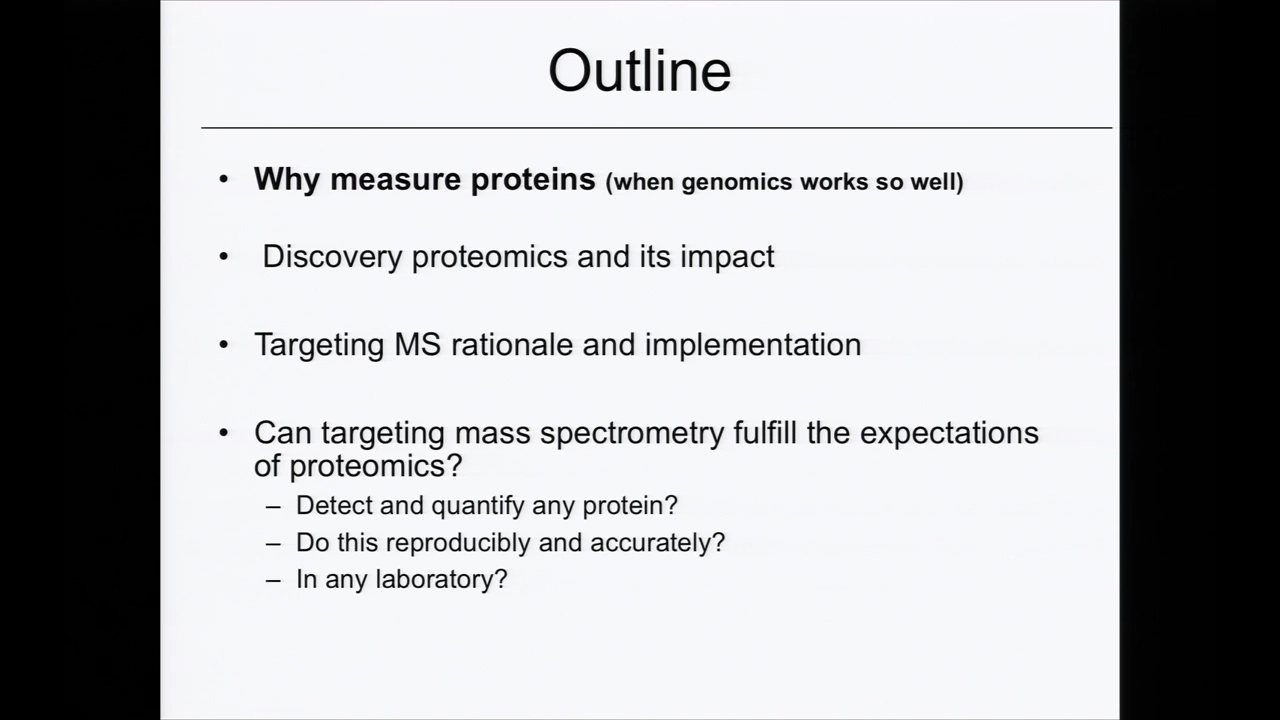 Outline
• Why measure proteins (when genomics works so well)
• Discovery proteomics and its impact
• Targeting MS rationale and implementation
• Can targeting mass spectrometry fulfill the expectations
of proteomics?
– Detect and quantify any protein?
– Do this reproducibly and accurately?
– In any laboratory?